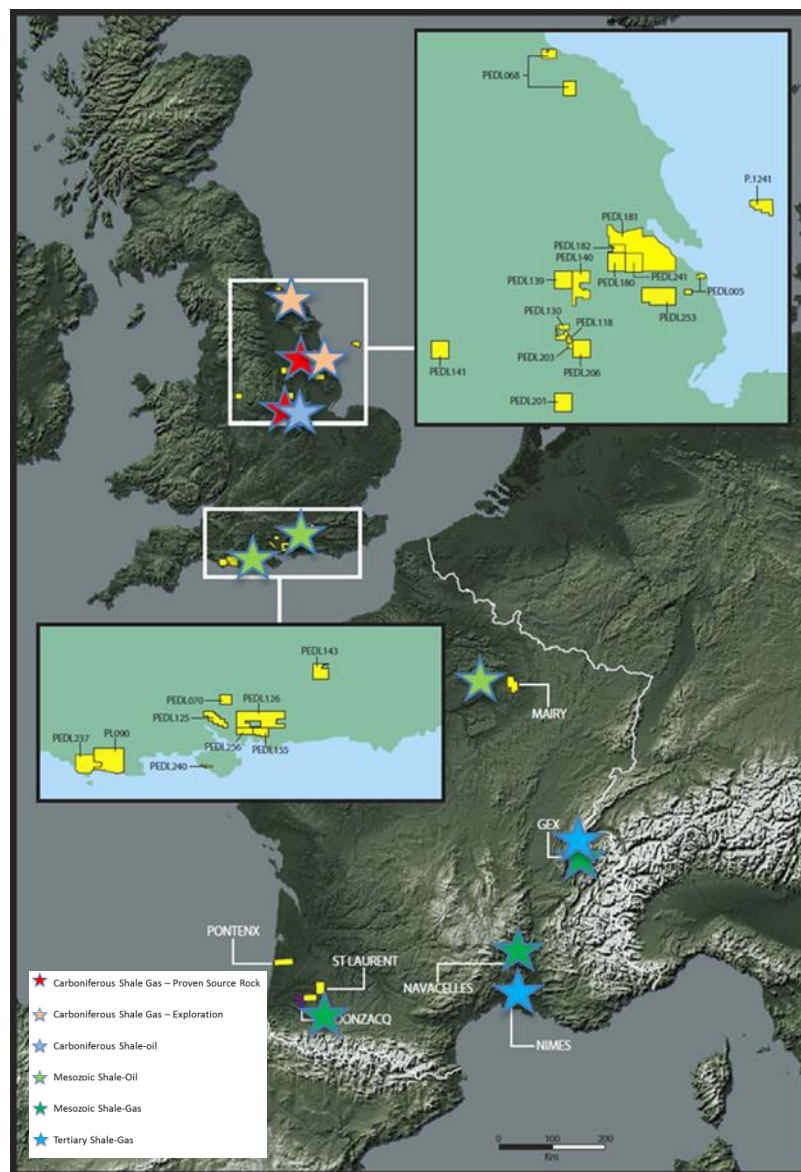 PEDL068
P.1241
PEDL181
PEDL182
PEDL140
PEDL139
PEDL241
PEDL180
PEDL005
PEDL253
PEDL130
PEDL118
PEDL203
PEDL206
PEDL141
PEDL201
PEDL143
PEDL070
PEDL126
PEDL125
PEDL256
PEDL155
PEDL237
PL090
PEDL240
MAIRY
GEX
PONTENX
ST LAURENT
NAVACELLES
DONZACQ
NIMES
Carboniferous Shale Gas – Proven Source Rock
Carboniferous Shale Gas – Exploration
Carboniferous Shale-oil
Mesozoic Shale-Oil
Mesozoic Shale-Gas
Tertiary Shale-Gas
0 100 200
Km